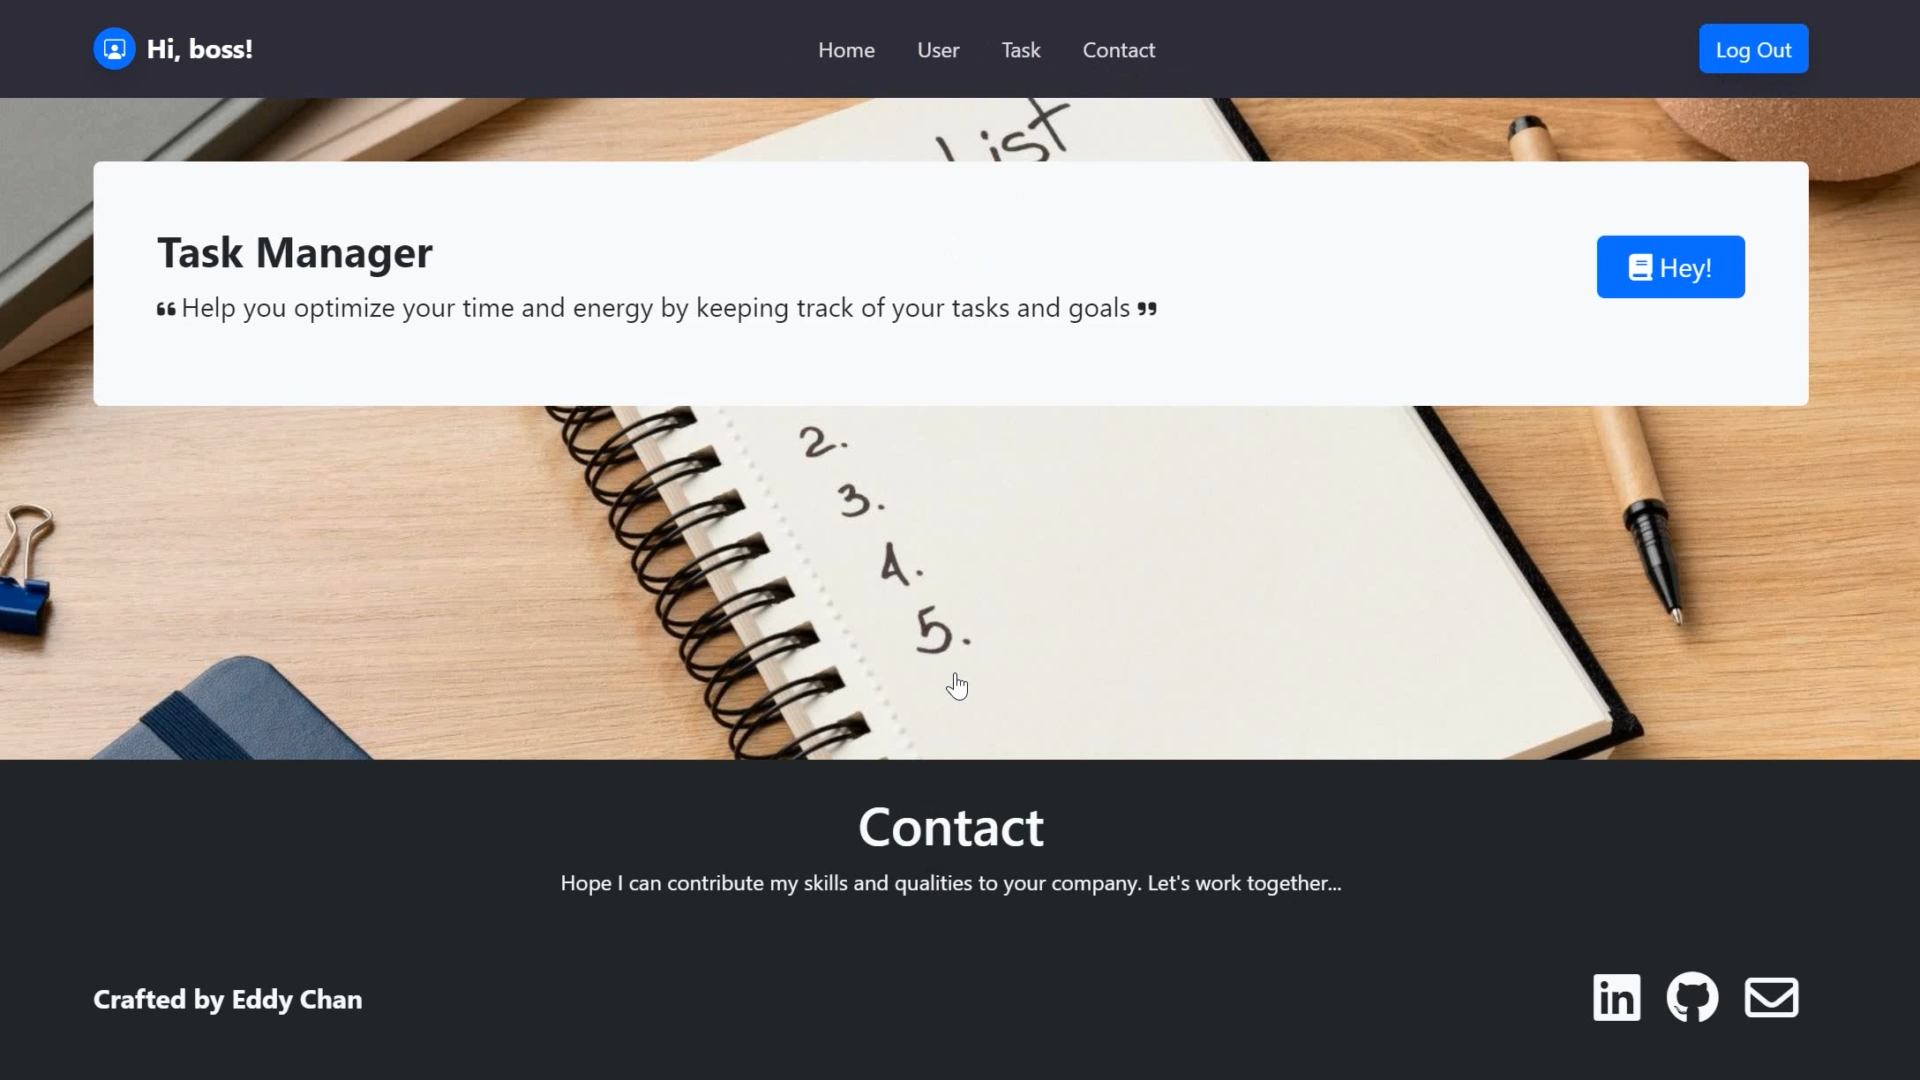 Hi, boss!
Home
User
Task
Contact
Log Out
List
Task Manager
Hey!
❝ Help you optimize your time and energy by keeping track of your tasks and goals ❞
2.
3.
4.
5.
Contact
Hope I can contribute my skills and qualities to your company. Let's work together...
Crafted by Eddy Chan
in